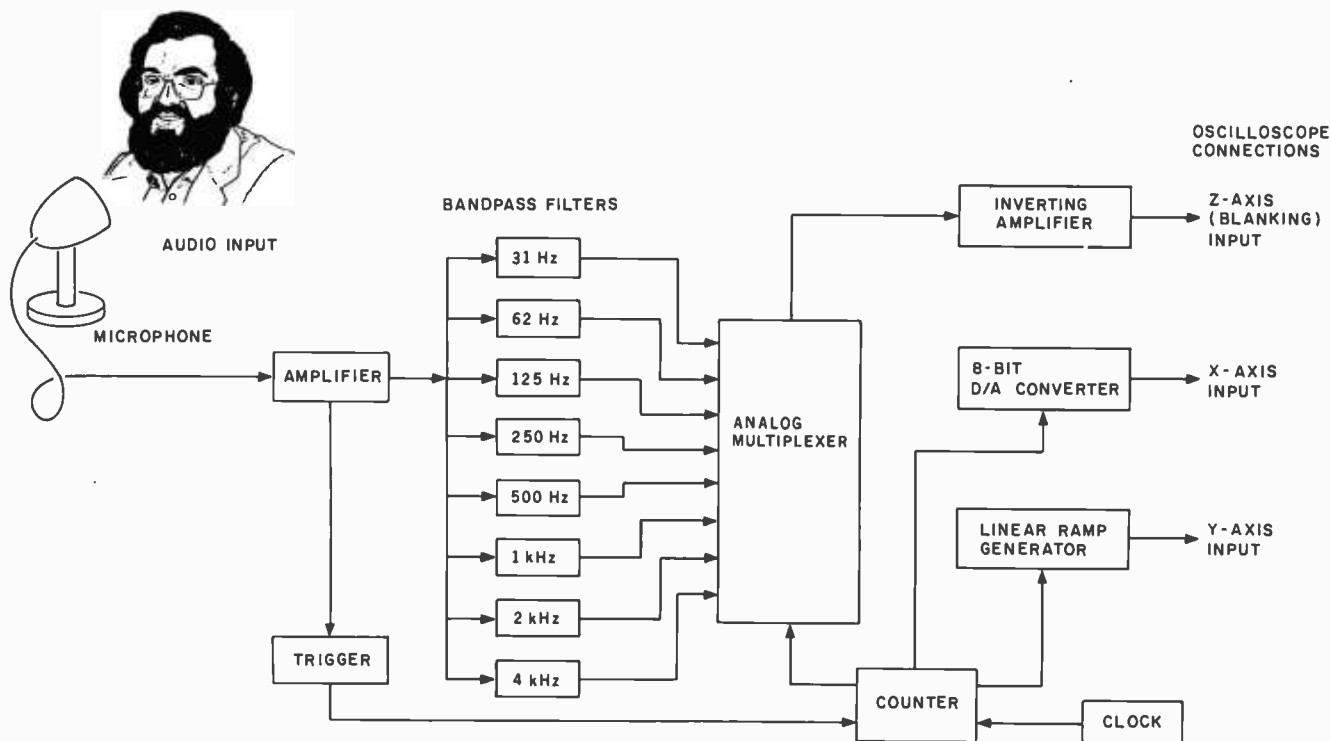 OSCILLOSCOPE
CONNECTIONS
AUDIO INPUT
MICROPHONE
BANDPASS FILTERS
31 Hz
62 Hz
125 Hz
250 Hz
500 Hz
1 kHz
2 kHz
4 kHz
AMPLIFIER
TRIGGER
ANALOG
MULTIPLEXER
INVERTING
AMPLIFIER
Z-AXIS
(BLANKING)
INPUT
8-BIT
D/A CONVERTER
X-AXIS
INPUT
LINEAR RAMP
GENERATOR
Y-AXIS
INPUT
COUNTER
CLOCK